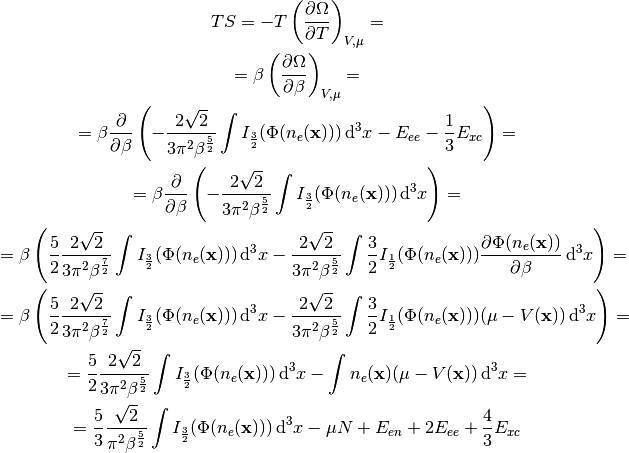 TS = -T \left( \frac{\partial \Omega}{\partial T} \right)_{V,\mu} =
= \beta \left( \frac{\partial \Omega}{\partial \beta} \right)_{V,\mu} =
= \beta \frac{\partial}{\partial \beta} \left( -\frac{2\sqrt{2}}{3\pi^2 \beta^{\frac{5}{2}}} \int I_{\frac{3}{2}}(\Phi(n_e(\mathbf{x}))) \, \mathrm{d}^3 x - E_{ee} - \frac{1}{3} E_{xc} \right) =
= \beta \frac{\partial}{\partial \beta} \left( -\frac{2\sqrt{2}}{3\pi^2 \beta^{\frac{5}{2}}} \int I_{\frac{3}{2}}(\Phi(n_e(\mathbf{x}))) \, \mathrm{d}^3 x \right) =
= \beta \left( \frac{5}{2} \frac{2\sqrt{2}}{3\pi^2 \beta^{\frac{7}{2}}} \int I_{\frac{3}{2}}(\Phi(n_e(\mathbf{x}))) \, \mathrm{d}^3 x - \frac{2\sqrt{2}}{3\pi^2 \beta^{\frac{5}{2}}} \int \frac{3}{2} I_{\frac{1}{2}}(\Phi(n_e(\mathbf{x}))) \frac{\partial \Phi(n_e(\mathbf{x}))}{\partial \beta} \, \mathrm{d}^3 x \right) =
= \beta \left( \frac{5}{2} \frac{2\sqrt{2}}{3\pi^2 \beta^{\frac{7}{2}}} \int I_{\frac{3}{2}}(\Phi(n_e(\mathbf{x}))) \, \mathrm{d}^3 x - \frac{2\sqrt{2}}{3\pi^2 \beta^{\frac{5}{2}}} \int \frac{3}{2} I_{\frac{1}{2}}(\Phi(n_e(\mathbf{x}))) (\mu - V(\mathbf{x})) \, \mathrm{d}^3 x \right) =
= \frac{5}{2} \frac{2\sqrt{2}}{3\pi^2 \beta^{\frac{5}{2}}} \int I_{\frac{3}{2}}(\Phi(n_e(\mathbf{x}))) \, \mathrm{d}^3 x - \int n_e(\mathbf{x}) (\mu - V(\mathbf{x})) \, \mathrm{d}^3 x =
= \frac{5}{3} \frac{\sqrt{2}}{\pi^2 \beta^{\frac{5}{2}}} \int I_{\frac{3}{2}}(\Phi(n_e(\mathbf{x}))) \, \mathrm{d}^3 x - \mu N + E_{en} + 2E_{ee} + \frac{4}{3} E_{xc}